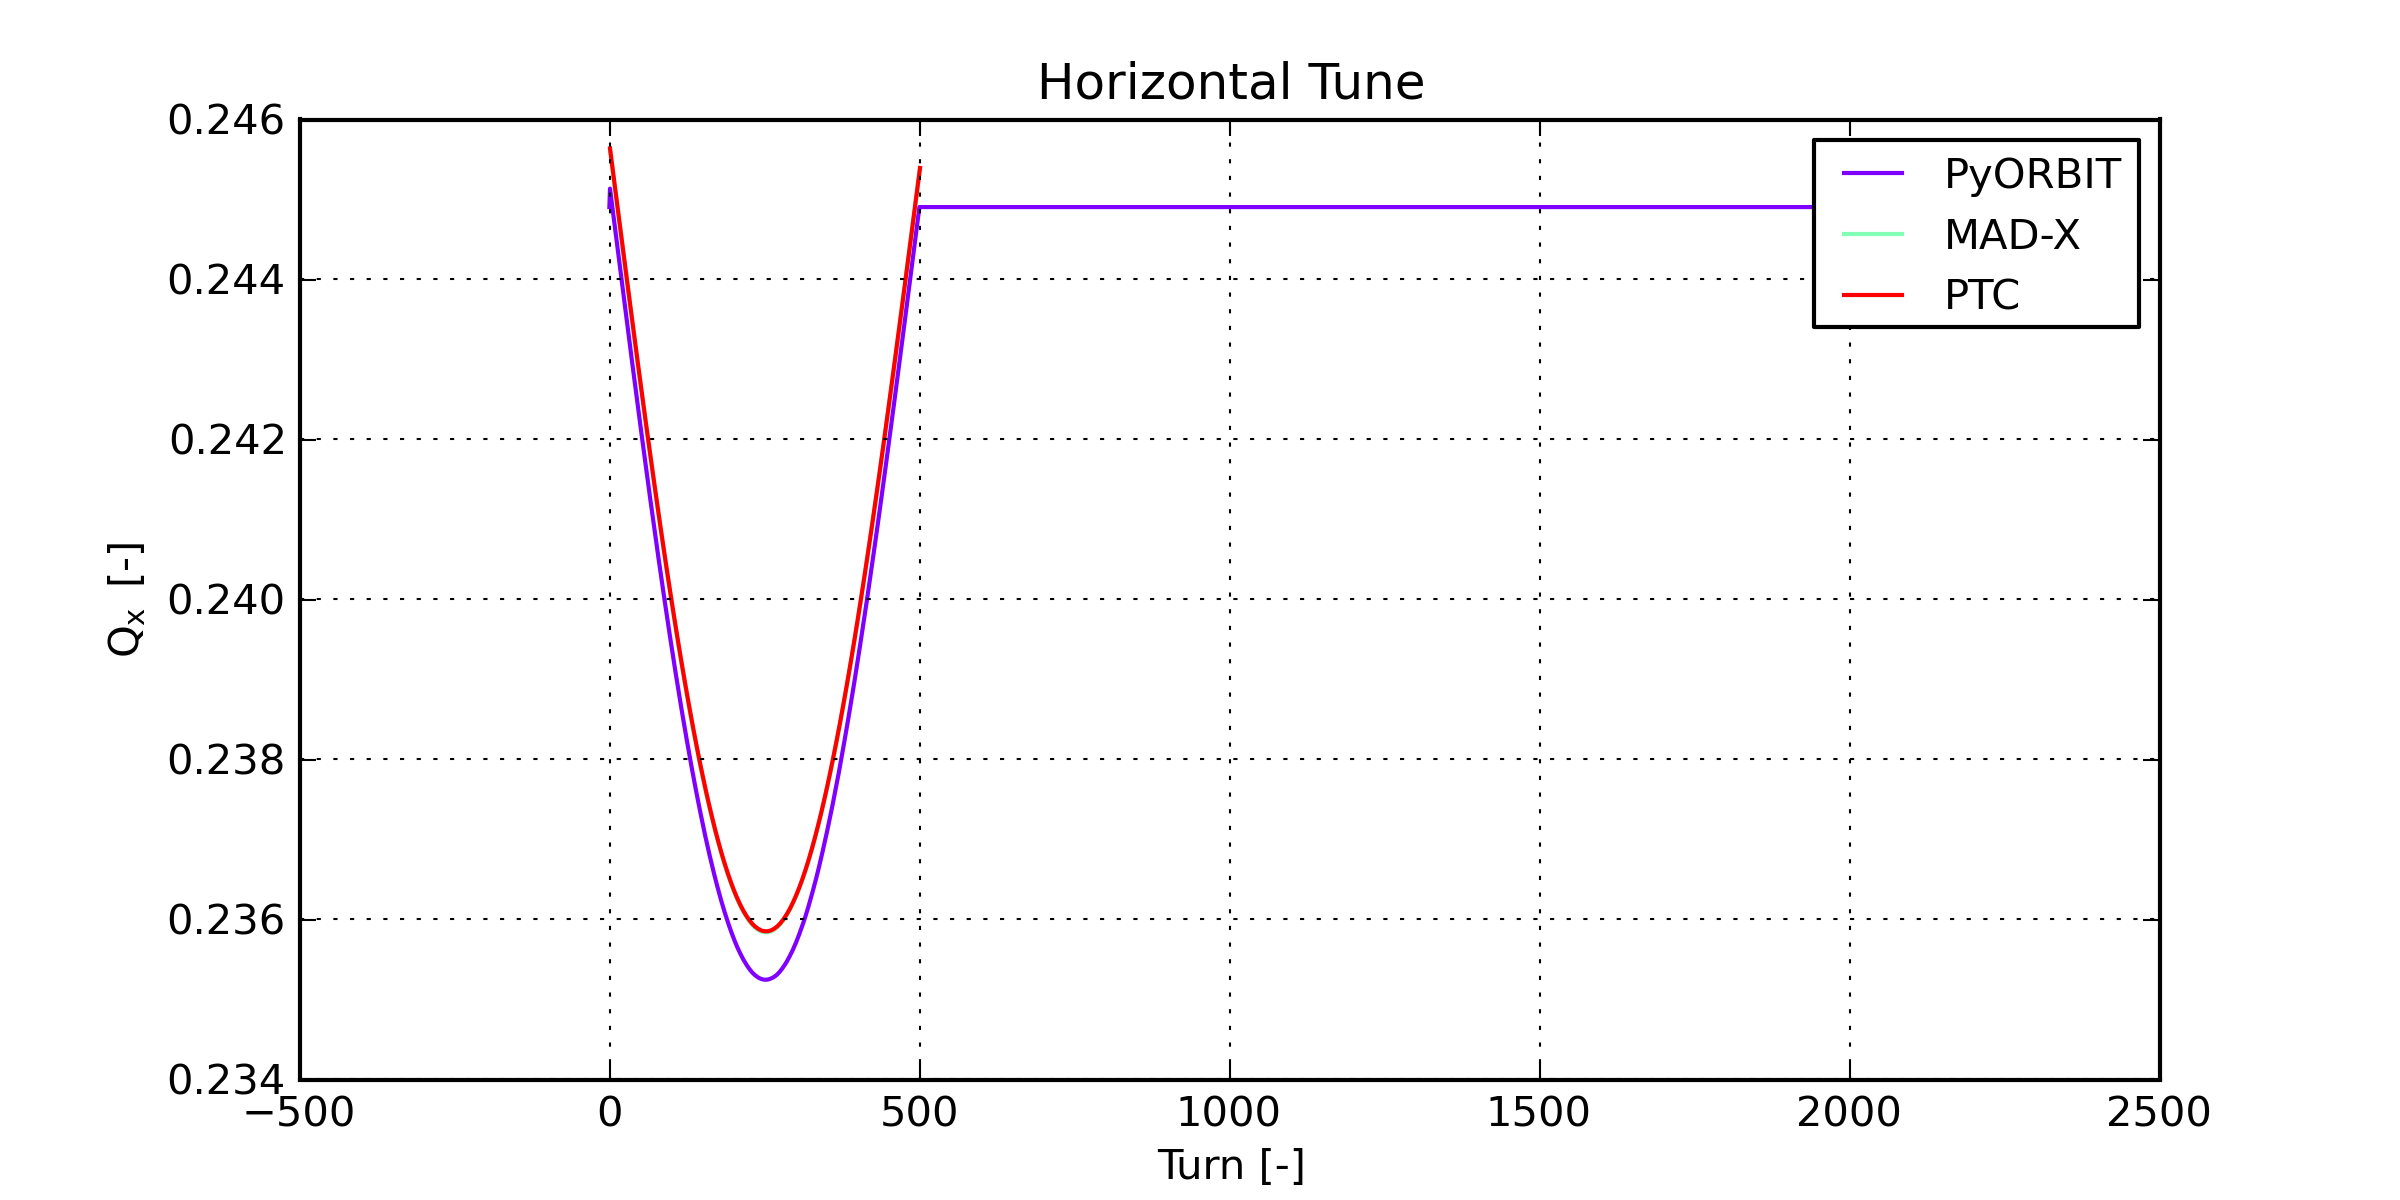 Horizontal Tune
0.246
0.244
0.242
0.240
0.238
0.236
0.234
Qx [-]
PyORBIT
MAD-X
PTC
−500 0 500 1000 1500 2000 2500
Turn [-]